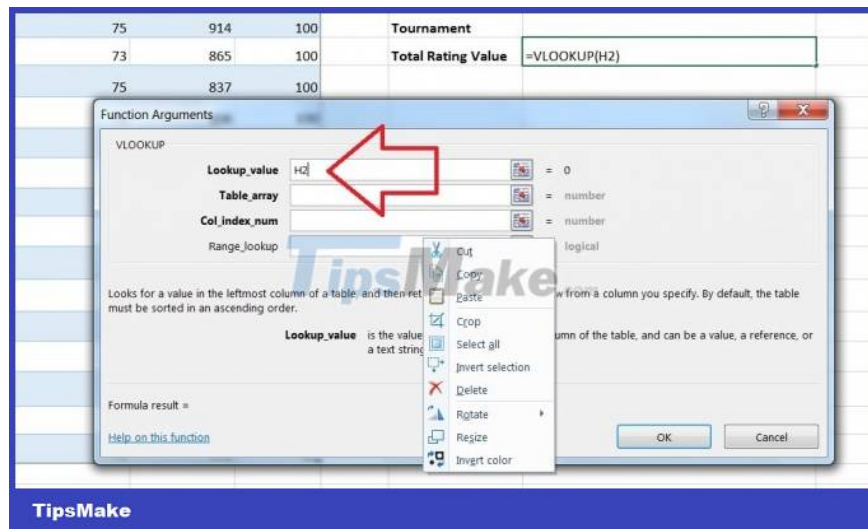 75 914 100 Tournament
73 865 100 Total Rating Value =VLOOKUP(H2)
75 837 100
Function Arguments
VLOOKUP
Lookup_value H2 = 0
Table_array = number
Col_index_num = number
Range_lookup logical
TipsMake.com
Looks for a value in the leftmost column of a table, and then ret w from a column you specify. By default, the table
must be sorted in an ascending order.
Lookup_value is the value umn of the table, and can be a value, a reference, or
a text string
Cut
Copy
Paste
Crop
Select all
Invert selection
Delete
Rotate
Resize
Invert color
Formula result =
Help on this function
OK Cancel
TipsMake